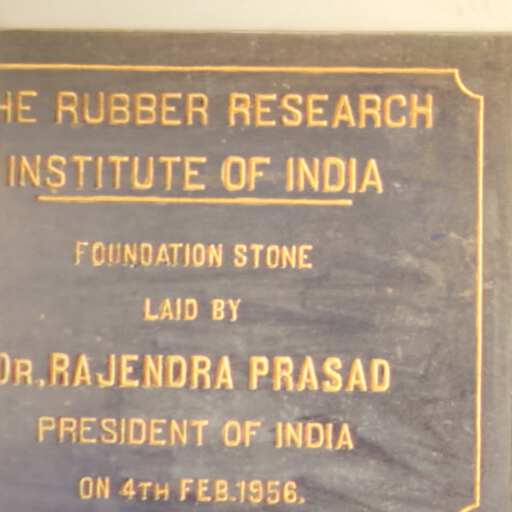 HE RUBBER RESEARCH
INSTITUTE OF INDIA
FOUNDATION STONE
LAID BY
DR., RAJENDRA PRASAD
PRESIDENT OF INDIA
ON 4TH FEB.1956.